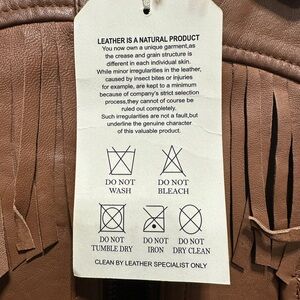 LEATHER IS A NATURAL PRODUCT
You now own a unique garment,as
the crease and grain structure is
different in each individual skin.
While minor irregularities in the leather,
caused by insect bites or injuries
for example, are kept to a minimum
because of company's strict selection
process,they cannot of course be
ruled out completely.
Such irregularities are not a fault,but
underline the genuine character
of this valuable product.
DO NOT
WASH
DO NOT
BLEACH
DO NOT
TUMBLE DRY
DO NOT
IRON
DO NOT
DRY CLEAN
CLEAN BY LEATHER SPECIALIST ONLY